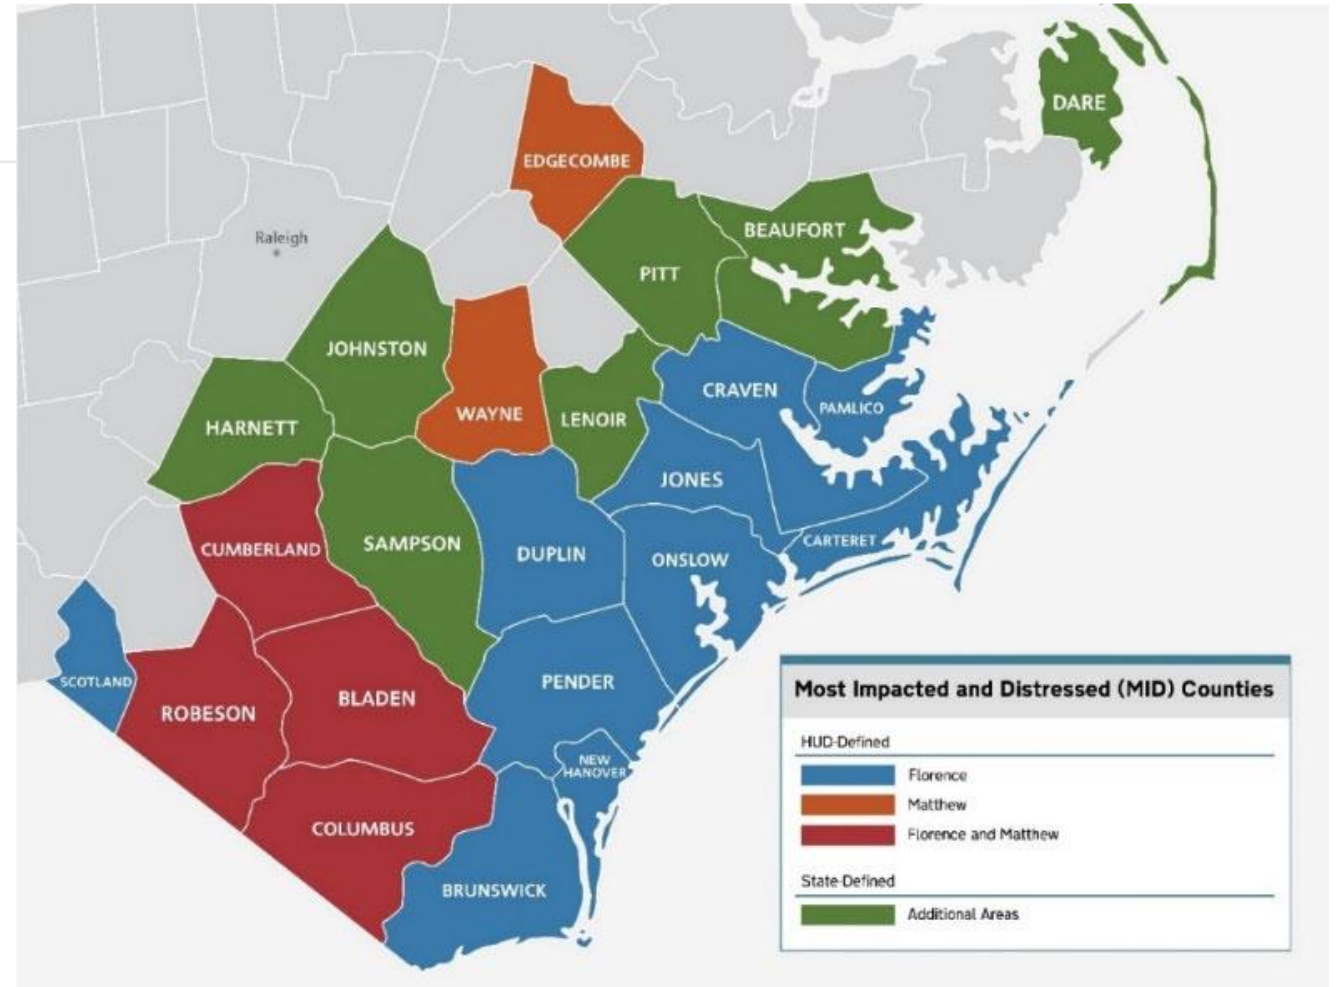 DARE
EDGECOMBE
BEAUFORT
Raleigh
PITT
JOHNSTON
CRAVEN
PAMLICO
WAYNE
LENOIR
HARNETT
JONES
CARTERET
SAMPSON
CUMBERLAND
DUPLIN
ONSLOW
SCOTLAND
PENDER
BLADEN
ROBESON
NEW
HANOVER
COLUMBUS
BRUNSWICK
Most Impacted and Distressed (MID) Counties
HUD-Defined
Florence
Matthew
Florence and Matthew
State-Defined
Additional Areas